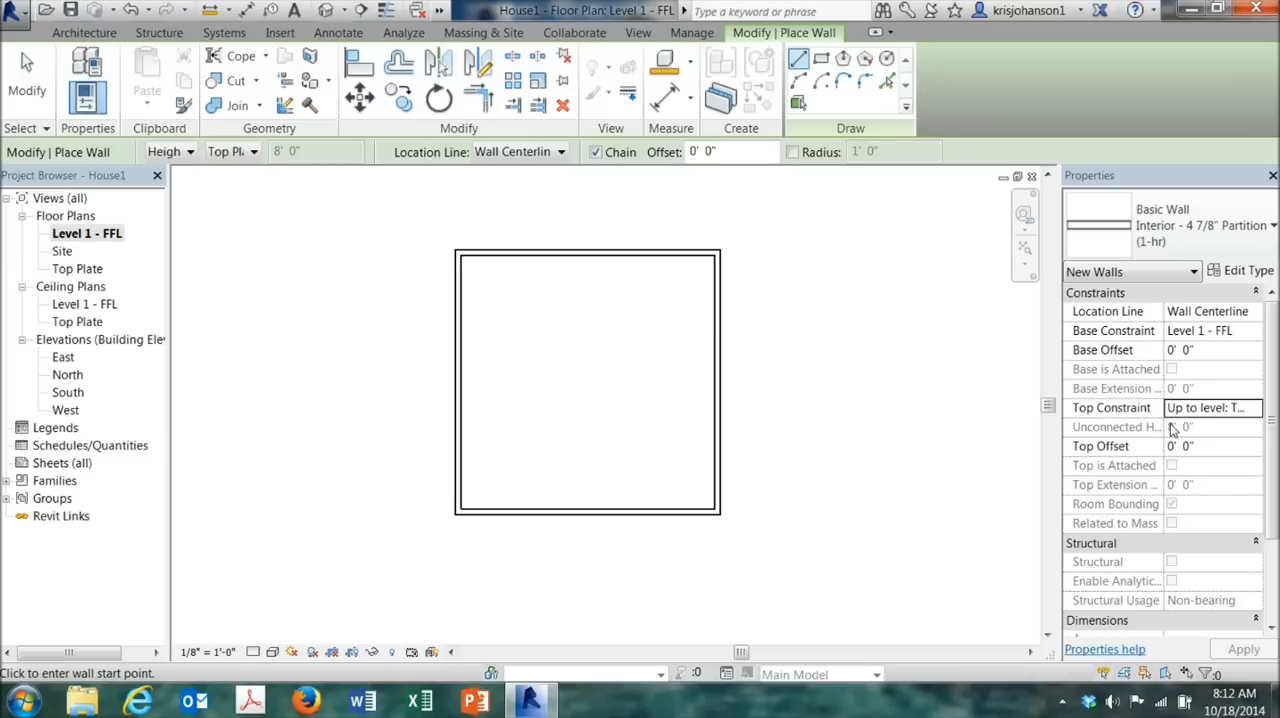 House1 - Floor Plan: Level 1 - FFL
Type a keyword or phrase
krisjohanson1
Architecture Structure Systems Insert Annotate Analyze Massing & Site Collaborate View Manage Modify | Place Wall
Modify
Paste
Cope
Cut
Join
Select Properties Clipboard Geometry Modify View Measure Create Draw
Modify | Place Wall Heigh Top Pl 8' 0" Location Line: Wall Centerlin Chain Offset: 0' 0" Radius: 1' 0"
Project Browser - House1
Views (all)
Floor Plans
Level 1 - FFL
Site
Top Plate
Ceiling Plans
Level 1 - FFL
Top Plate
Elevations (Building Elev
East
North
South
West
Legends
Schedules/Quantities
Sheets (all)
Families
Groups
Revit Links
Properties
Basic Wall
Interior - 4 7/8" Partition
(1-hr)
New Walls Edit Type
Constraints
Location Line Wall Centerline
Base Constraint Level 1 - FFL
Base Offset 0' 0"
Base is Attached
Base Extension ... 0' 0"
Top Constraint Up to level: T...
Unconnected H... 0"
Top Offset 0' 0"
Top is Attached
Top Extension ... 0' 0"
Room Bounding
Related to Mass
Structural
Structural
Enable Analytic...
Structural Usage Non-bearing
Dimensions
Properties help Apply
1/8" = 1'-0"
Click to enter wall start point.
:0
Main Model
:0
8:12 AM
10/18/2014